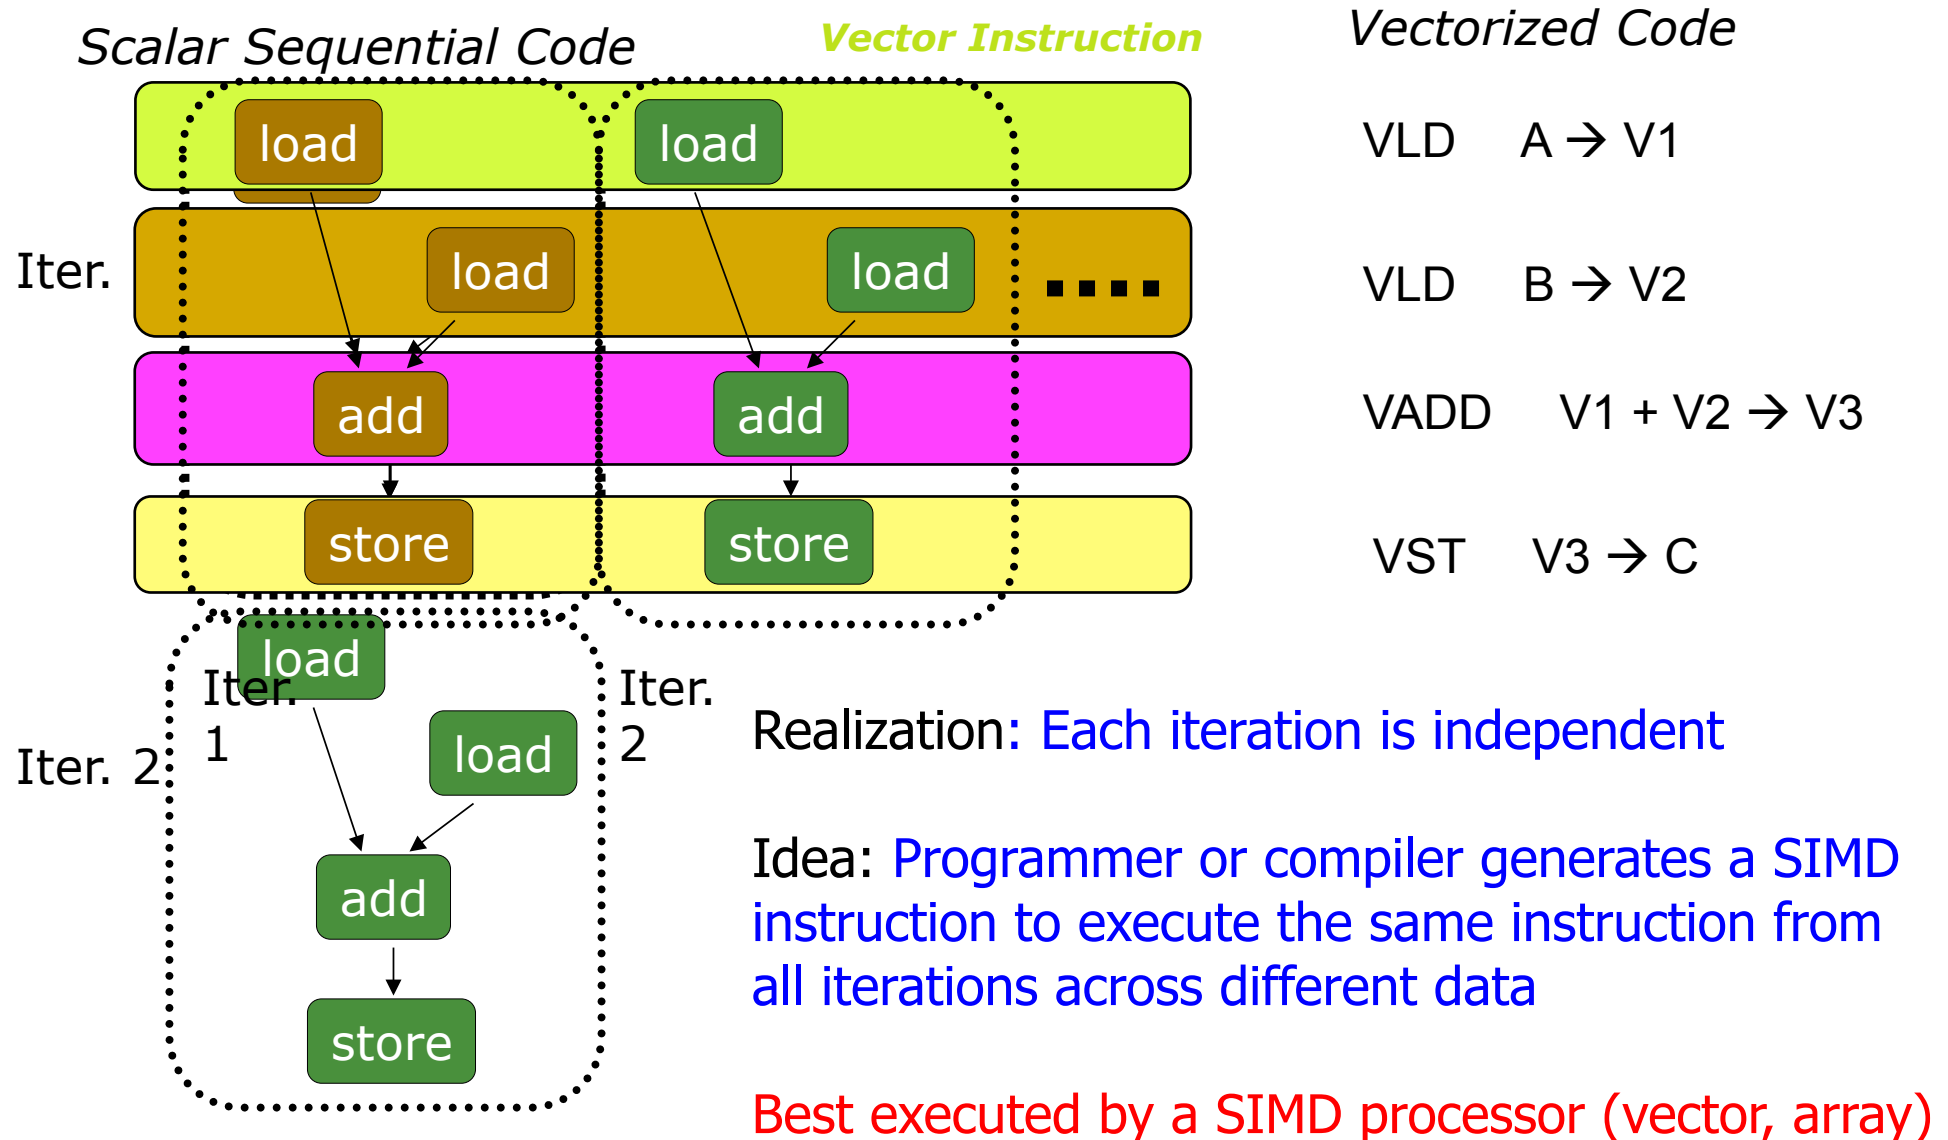 Scalar Sequential Code
Vector Instruction
Vectorized Code
load
load
VLD A → V1
Iter.
load
load
....
VLD B → V2
add
add
VADD V1 + V2 → V3
store
store
VST V3 → C
load
Iter.
1
Iter.
2
Iter. 2
load
add
store
Realization: Each iteration is independent
Idea: Programmer or compiler generates a SIMD
instruction to execute the same instruction from
all iterations across different data
Best executed by a SIMD processor (vector, array)